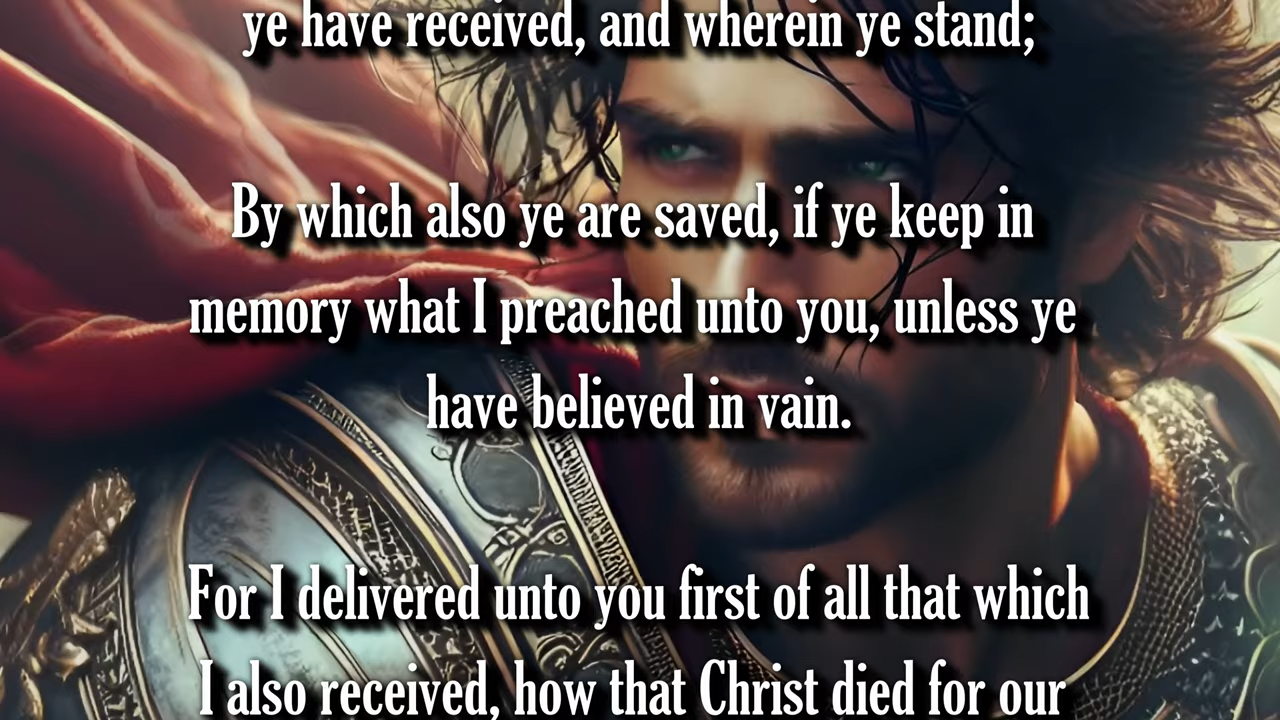 ye have received, and wherein ye stand;
By which also ye are saved, if ye keep in
memory what I preached unto you, unless ye
have believed in vain.
For I delivered unto you first of all that which
I also received, how that Christ died for our